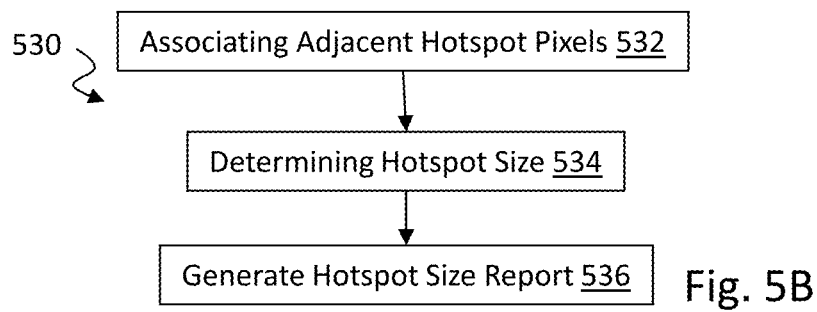 Associating Adjacent Hotspot Pixels 532
530
Determining Hotspot Size 534
Generate Hotspot Size Report 536
Fig. 5B